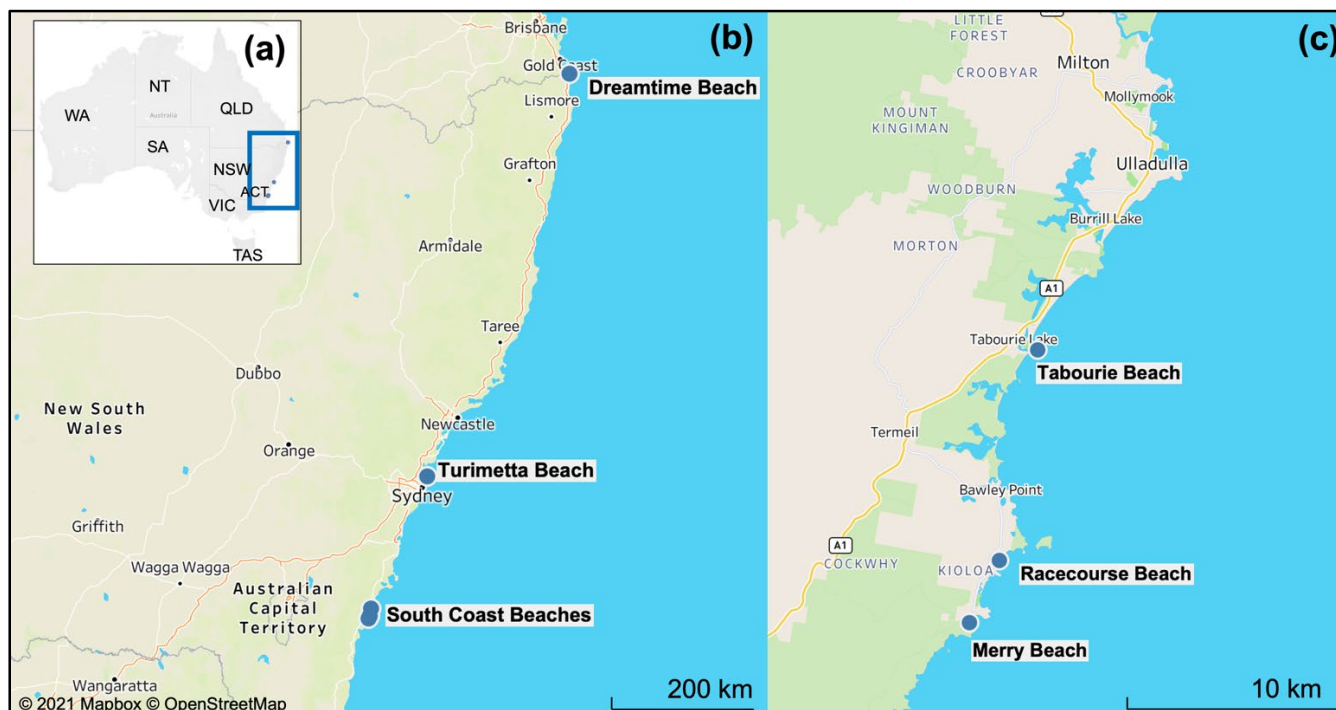 (a)
NT
QLD
WA
Australia
SA
NSW
ACT
VIC
TAS
(b)
Brisbane
Gold Coast
Dreamtime Beach
Lismore
Grafton
Armidale
Taree
Dubbo
New South
Wales
Newcastle
Orange
Turimetta Beach
Sydney
Griffith
Wagga Wagga
Australian
Capital
Territory
South Coast Beaches
Wangaratta
© 2021 Mapbox © OpenStreetMap
200 km
(c)
LITTLE
FOREST
Milton
CROOBYAR
Mollymook
MOUNT
KINGIMAN
Ulladulla
WOODBURN
Burrill Lake
MORTON
A1
Tabourie Lake
Tabourie Beach
Termeil
Bawley Point
A1
COCKWHY
KIOLOA
Racecourse Beach
Merry Beach
10 km